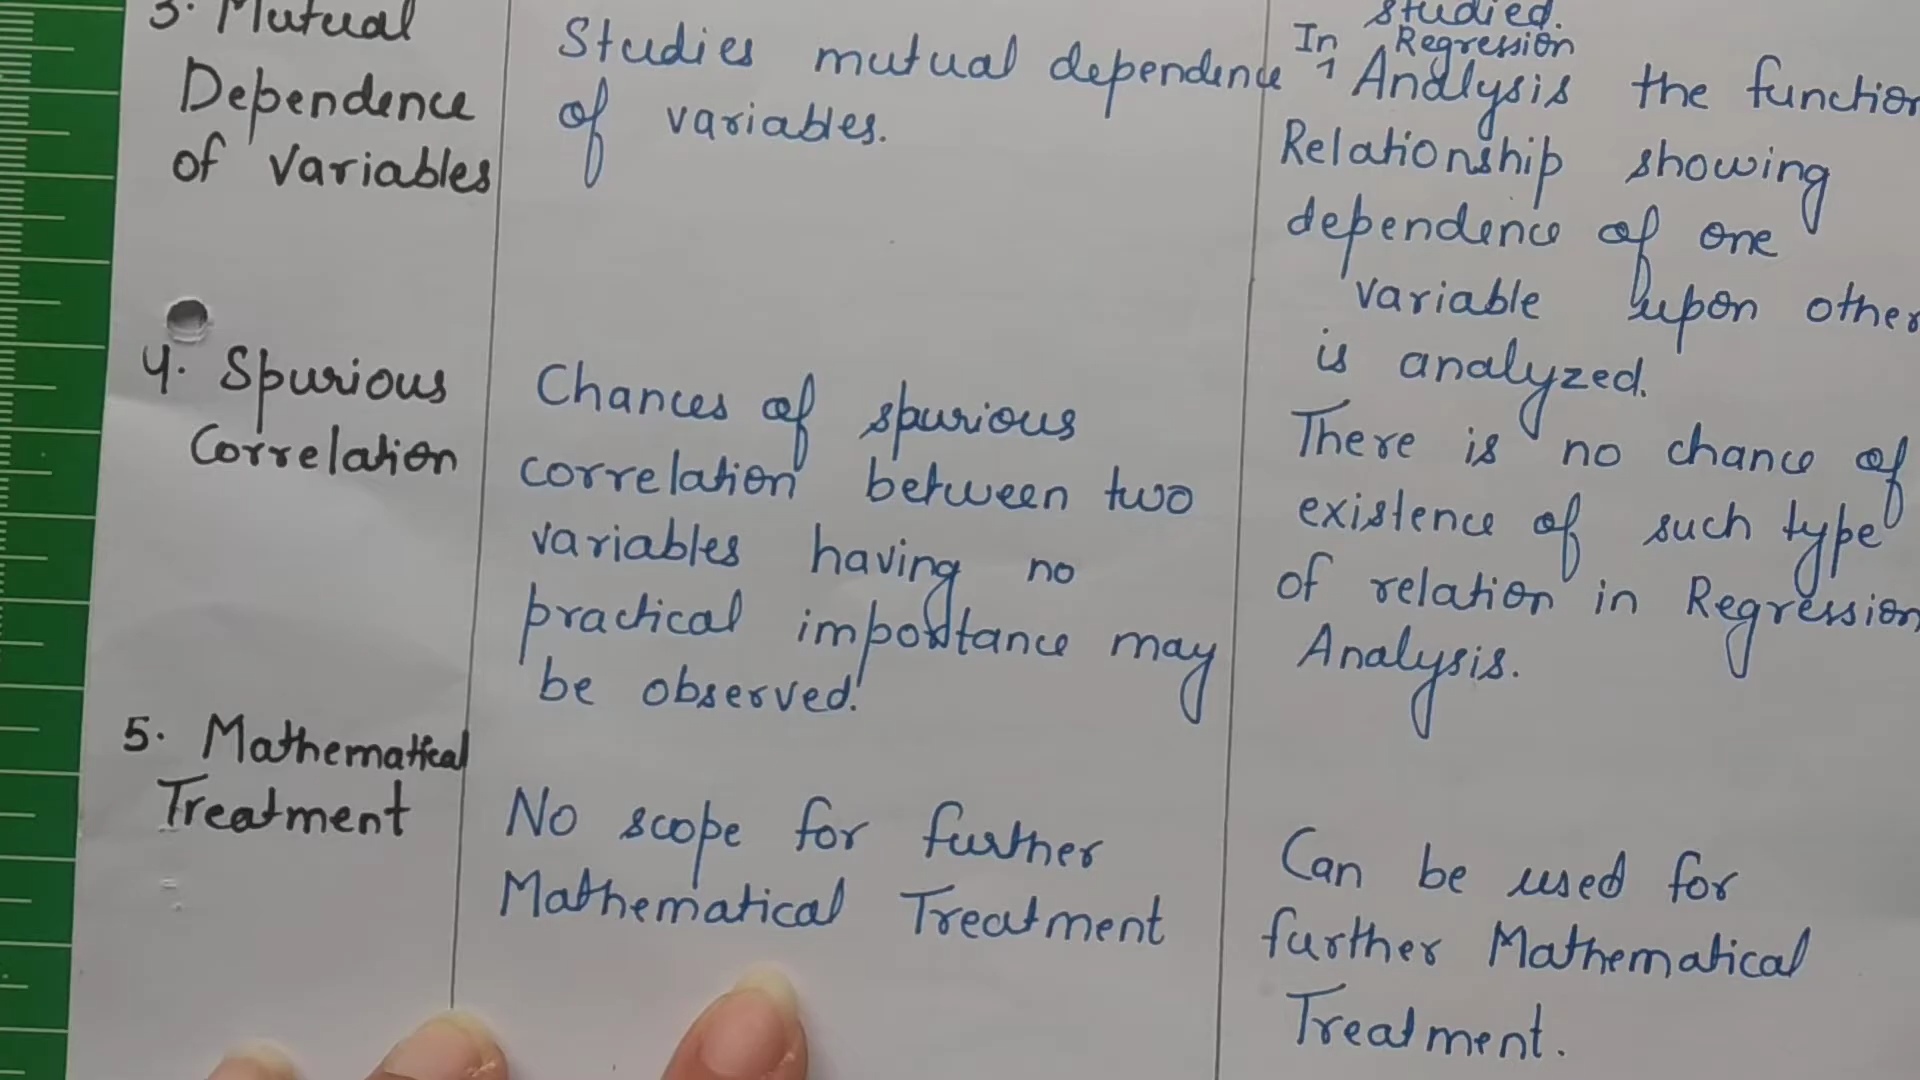 3. Mutual
Dependence
of Variables
Studies mutual dependence
of variables.
studied.
In Regression
Analysis the function
Relationship showing
dependence of one
variable upon other
is analyzed.
4. Spurious
Correlation
Chances of spurious
correlation between two
variables having no
practical importance may
be observed.
There is no chance of
existence of such type
of relation in Regression
Analysis.
5. Mathematical
Treatment
No scope for further
Mathematical Treatment
Can be used for
further Mathematical
Treatment.